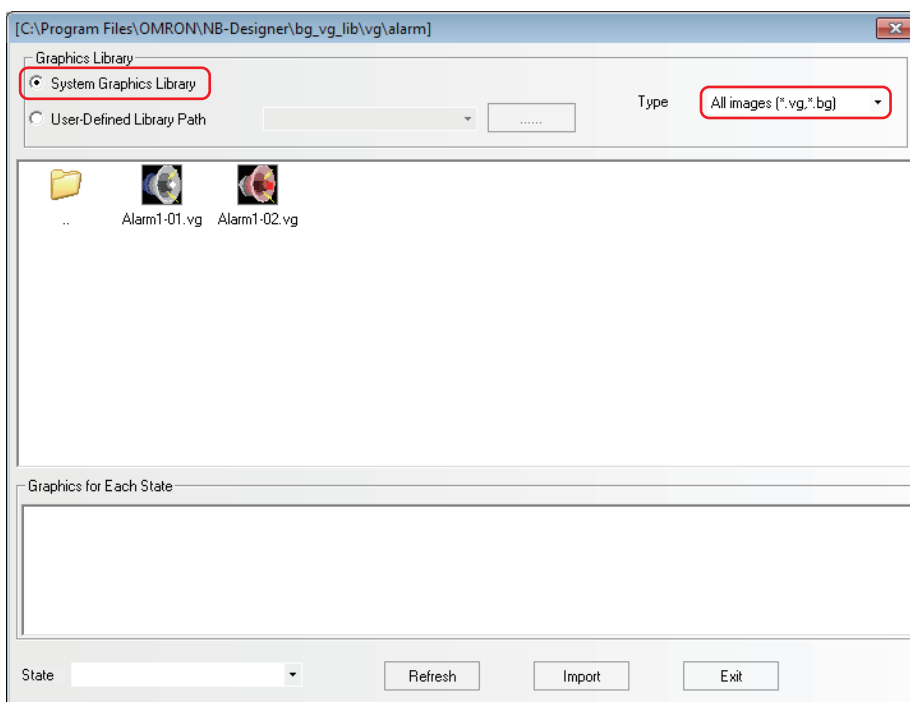 [C:\Program Files\OMRON\NB-Designer\bg_vg_lib\vg\alarm]
Graphics Library
System Graphics Library
Type
All images (*.vg,*.bg)
User-Defined Library Path
......
..
Alarm1-01.vg
Alarm1-02.vg
Graphics for Each State
State
Refresh
Import
Exit